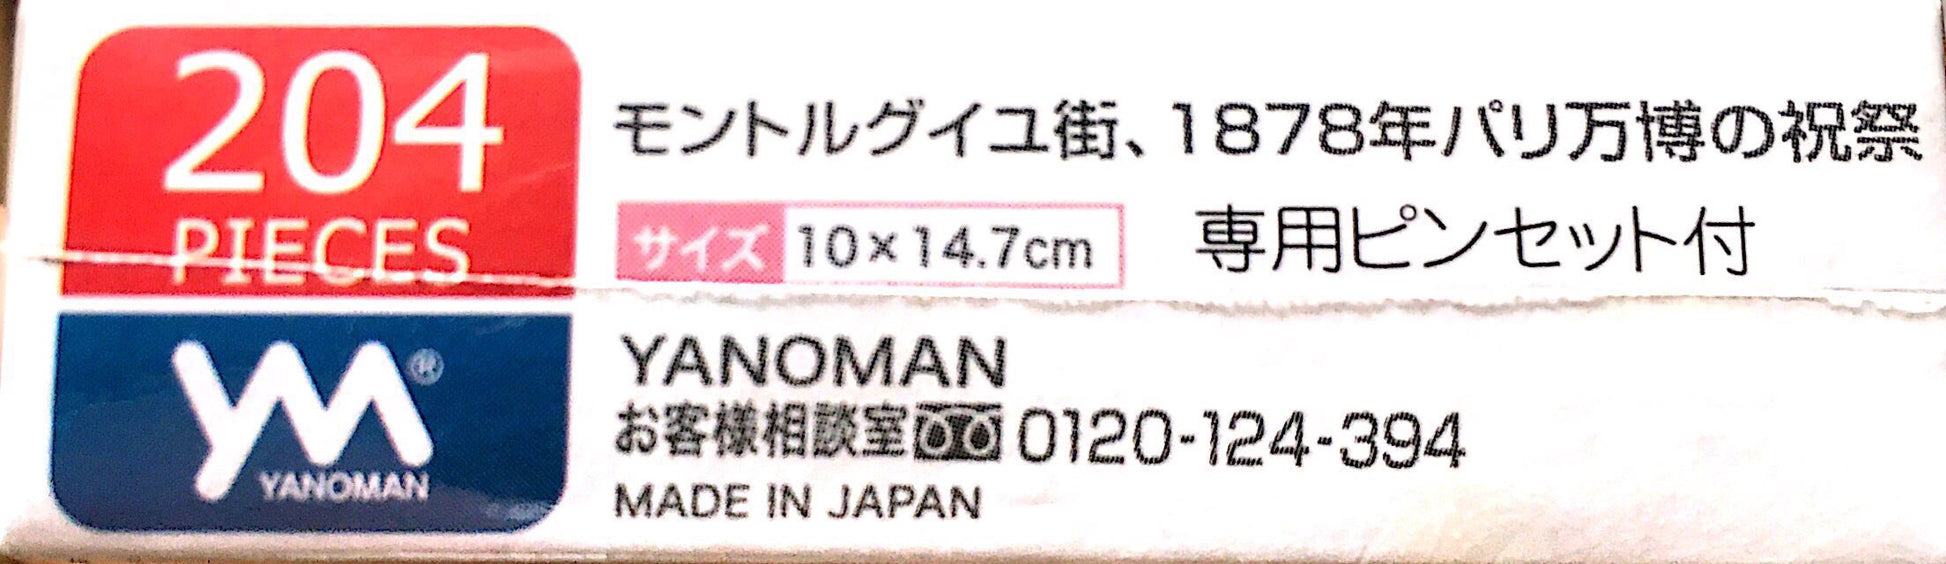 204
PIECES
モントルグイユ街、1878年パリ万博の祝祭
サイズ 10×14.7cm 専用ピンセット付
YM®
YANOMAN
YANOMAN
お客様相談室 0120-124-394
MADE IN JAPAN